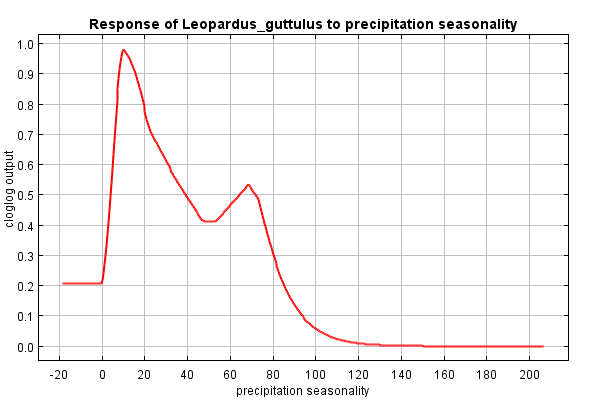 Response of Leopardus_guttulus to precipitation seasonality
1.0
0.9
0.8
0.7
0.6
0.5
0.4
0.3
0.2
0.1
0.0
cloglog output
-20 0 20 40 60 80 100 120 140 160 180 200
precipitation seasonality